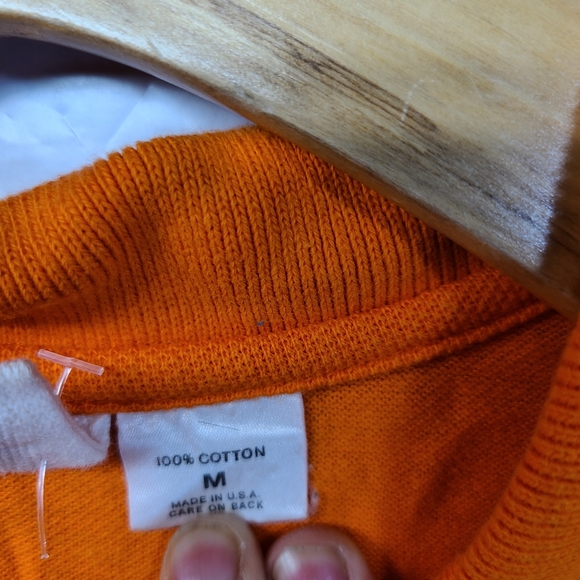 100% COTTON
M
MADE IN U.S.A.
CARE ON BACK